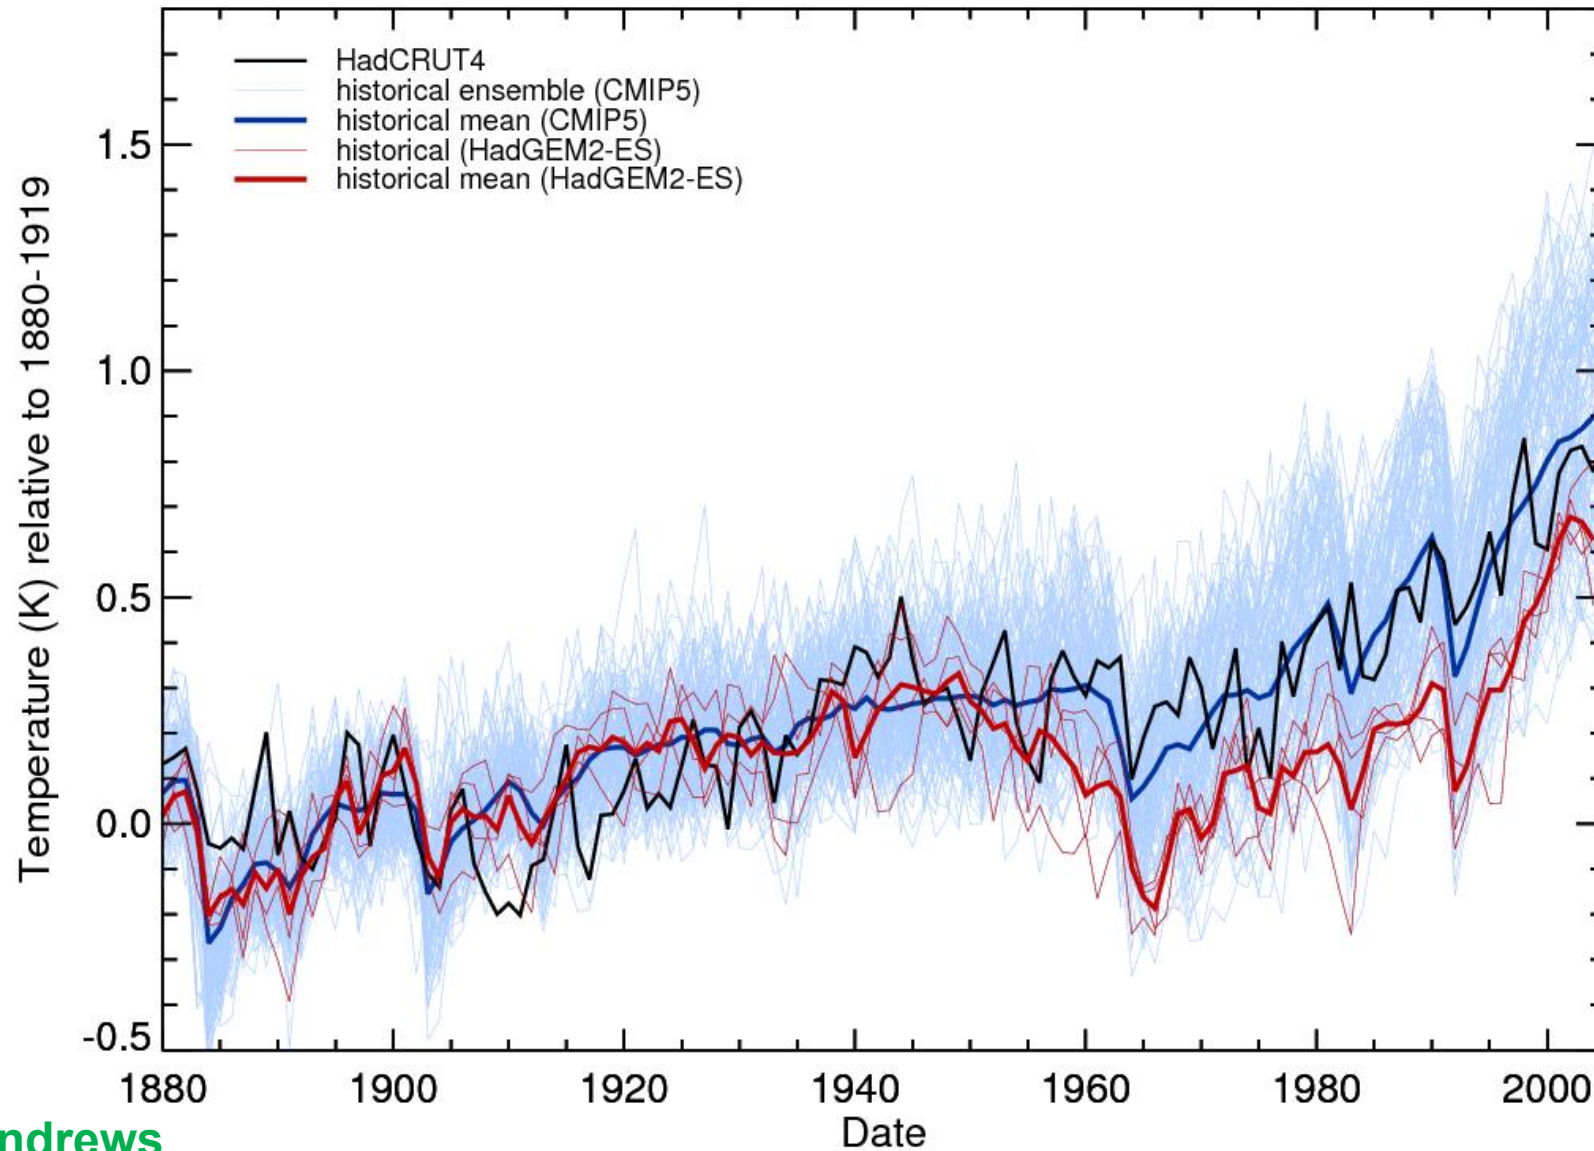 HadCRUT4
historical ensemble (CMIP5)
historical mean (CMIP5)
historical (HadGEM2-ES)
historical mean (HadGEM2-ES)
Temperature (K) relative to 1880-1919
1.5
1.0
0.5
0.0
-0.5
1880 1900 1920 1940 1960 1980 2000
Date
ndrews